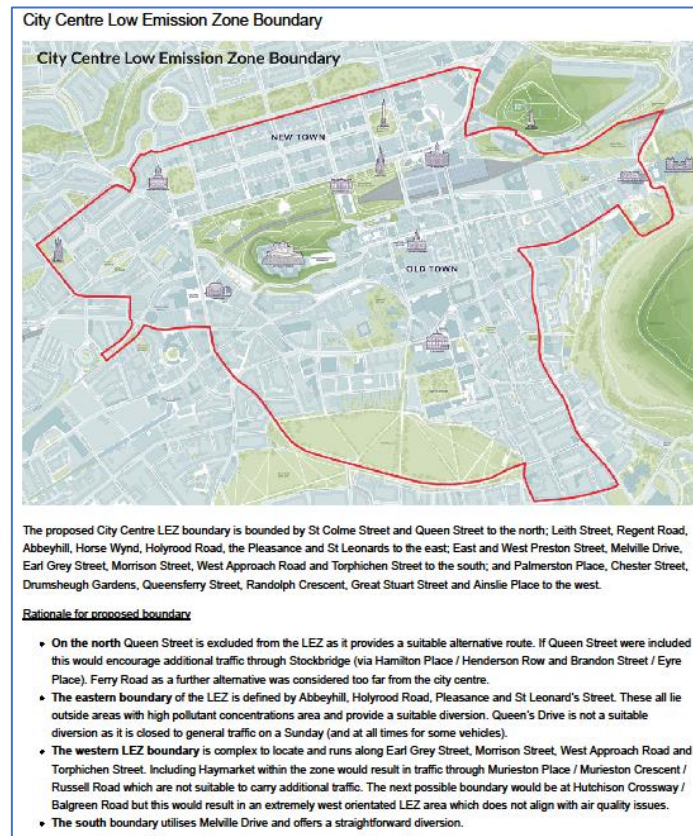 City Centre Low Emission Zone Boundary
City Centre Low Emission Zone Boundary
NEW TOWN
OLD TOWN
The proposed City Centre LEZ boundary is bounded by St Colme Street and Queen Street to the north; Leith Street, Regent Road,
Abbeyhill, Horse Wynd, Holyrood Road, the Pleasance and St Leonards to the east; East and West Preston Street, Melville Drive,
Earl Grey Street, Morrison Street, West Approach Road and Torphichen Street to the south; and Palmerston Place, Chester Street,
Drumsheugh Gardens, Queensferry Street, Randolph Crescent, Great Stuart Street and Ainslie Place to the west.
Rationale for proposed boundary
• On the north Queen Street is excluded from the LEZ as it provides a suitable alternative route. If Queen Street were included
this would encourage additional traffic through Stockbridge (via Hamilton Place / Henderson Row and Brandon Street / Eyre
Place). Ferry Road as a further alternative was considered too far from the city centre.
• The eastern boundary of the LEZ is defined by Abbeyhill, Holyrood Road, Pleasance and St Leonard's Street. These all lie
outside areas with high pollutant concentrations area and provide a suitable diversion. Queen's Drive is not a suitable
diversion as it is closed to general traffic on a Sunday (and at all times for some vehicles).
• The western LEZ boundary is complex to locate and runs along Earl Grey Street, Morrison Street, West Approach Road and
Torphichen Street. Including Haymarket within the zone would result in traffic through Murieston Place / Murieston Crescent /
Russell Road which are not suitable to carry additional traffic. The next possible boundary would be at Hutchison Crossway /
Balgreen Road but this would result in an extremely west orientated LEZ area which does not align with air quality issues.
• The south boundary utilises Melville Drive and offers a straightforward diversion.